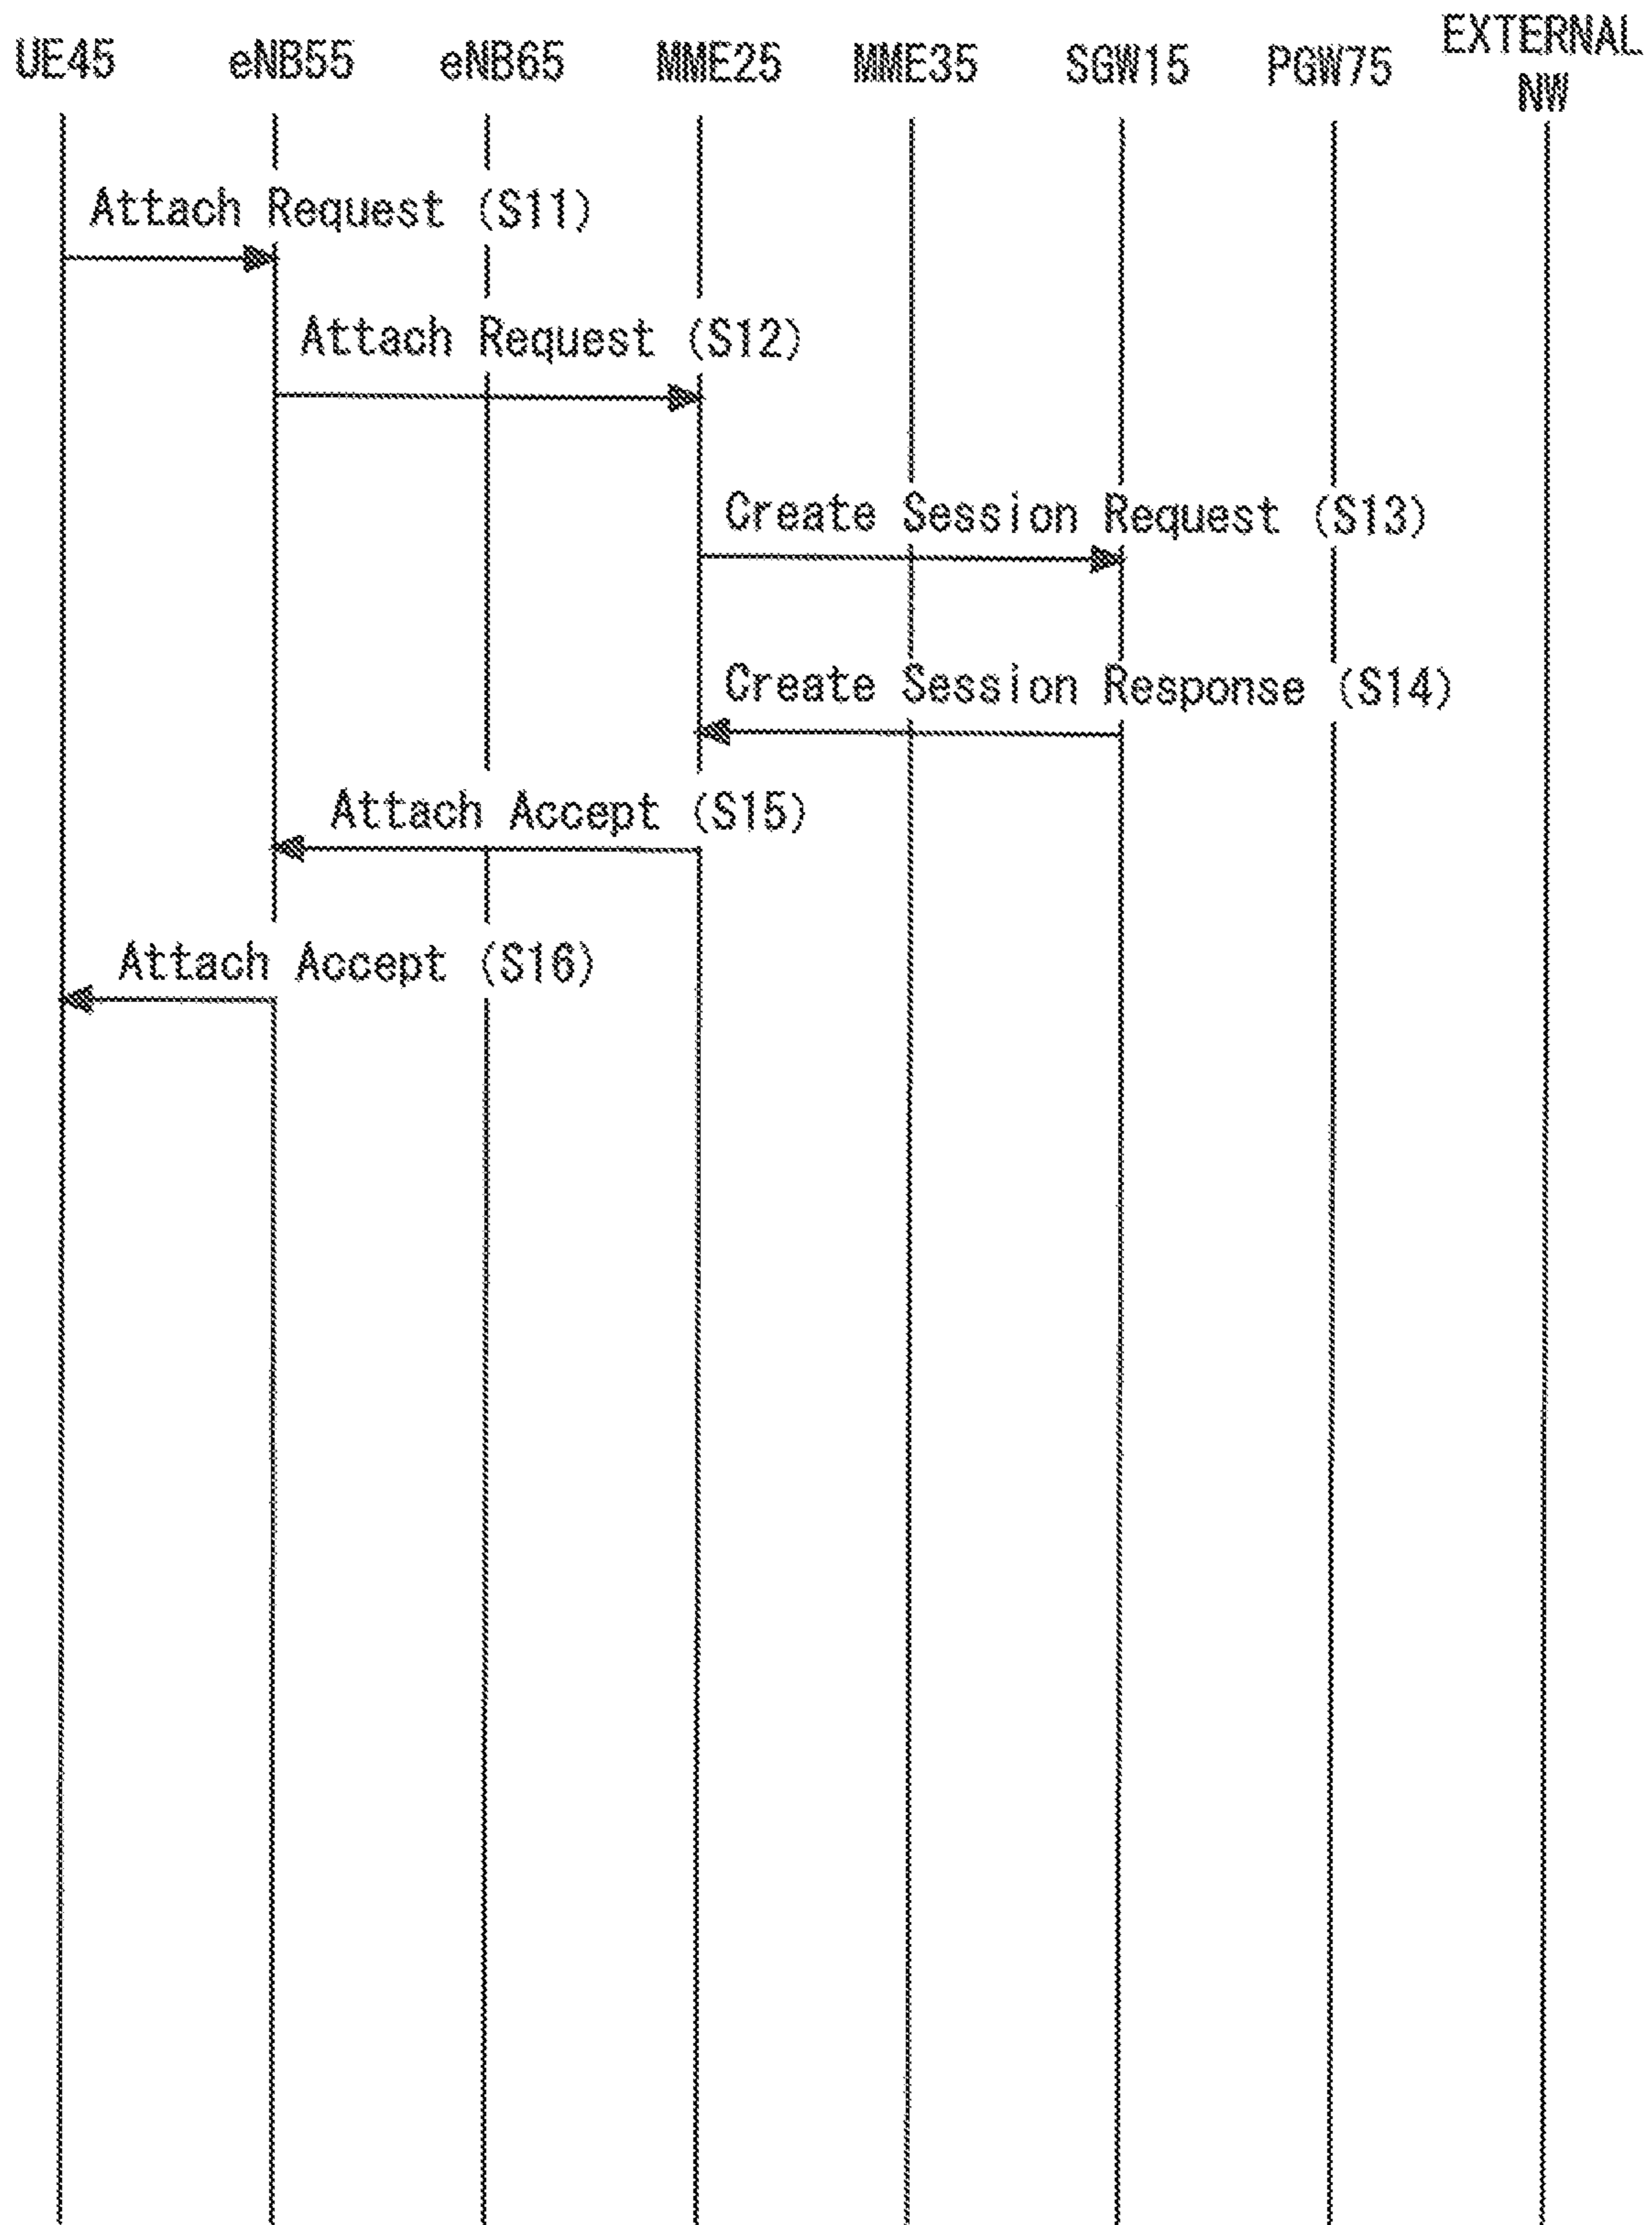 UE45 eNB55 eNB65 MME25 MME35 SGW15 PGW75 EXTERNAL
NW
Attach Request (S11)
Attach Request (S12)
Create Session Request (S13)
Create Session Response (S14)
Attach Accept (S15)
Attach Accept (S16)